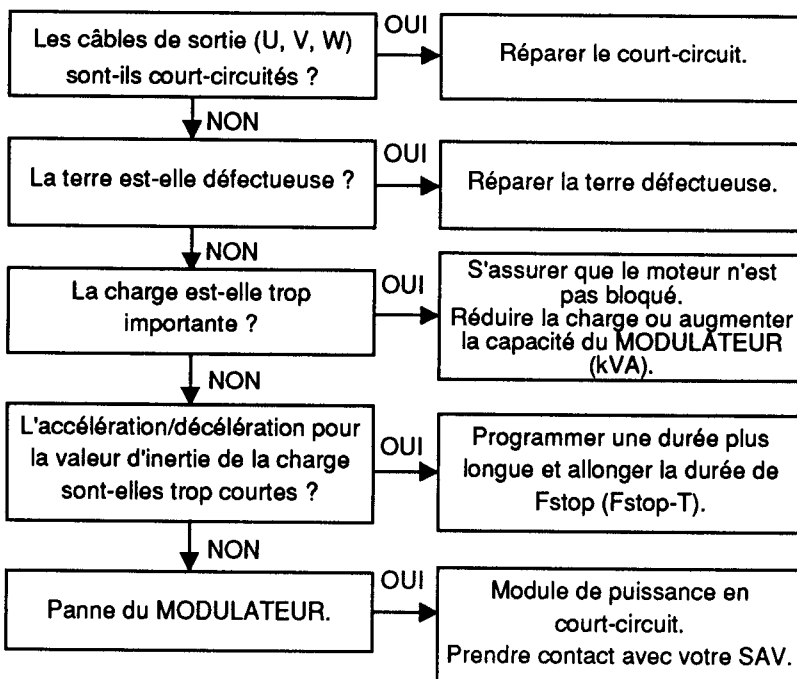 Les câbles de sortie (U, V, W)
sont-ils court-circuités ?
OUI
Réparer le court-circuit.
NON
La terre est-elle défectueuse ?
OUI
Réparer la terre défectueuse.
NON
La charge est-elle trop
importante ?
OUI
S'assurer que le moteur n'est
pas bloqué.
Réduire la charge ou augmenter
la capacité du MODULATEUR
(kVA).
NON
L'accélération/décélération pour
la valeur d'inertie de la charge
sont-elles trop courtes ?
OUI
Programmer une durée plus
longue et allonger la durée de
Fstop (Fstop-T).
NON
Panne du MODULATEUR.
OUI
Module de puissance en
court-circuit.
Prendre contact avec votre SAV.